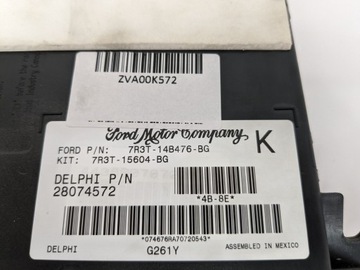 ZVA00K572
Ford Motor Company
K
FORD P/N: 7R3T-14B476-BG
KIT: 7R3T-15604-BG
DELPHI P/N
28074572
*4B-8E*
*074676RA70720543*
DELPHI G261Y ASSEMBLED IN MEXICO